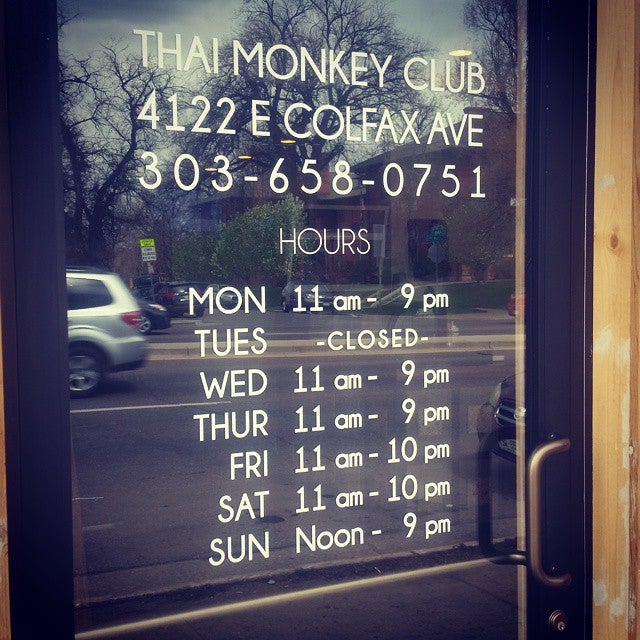 THAI MONKEY CLUB
4122 E COLFAX AVE
303-658-0751
HOURS
MON 11 am - 9 pm
TUES -CLOSED-
WED 11 am - 9 pm
THUR 11 am - 9 pm
FRI 11 am - 10 pm
SAT 11 am - 10 pm
SUN Noon - 9 pm